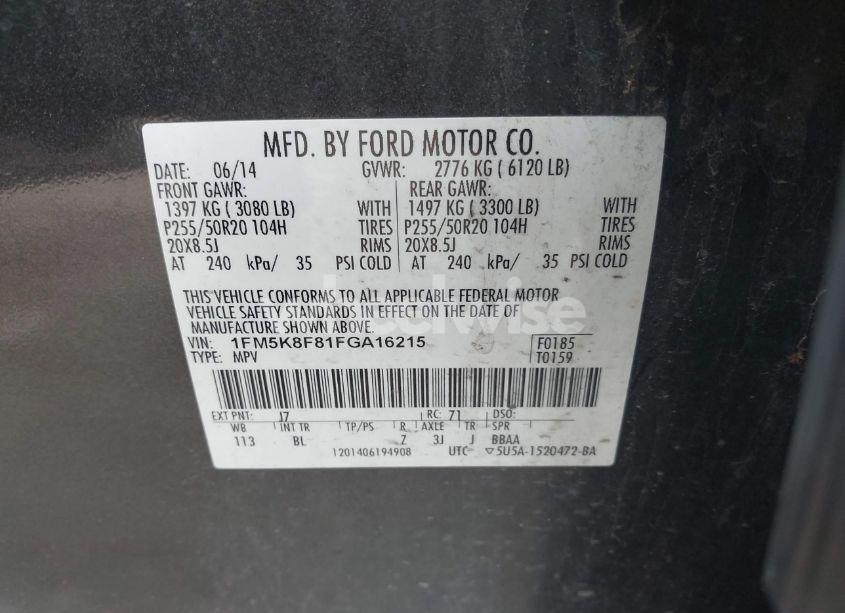 MFD. BY FORD MOTOR CO.
DATE: 06/14 GVWR: 2776 KG ( 6120 LB)
FRONT GAWR: REAR GAWR:
1397 KG ( 3080 LB) WITH 1497 KG ( 3300 LB) WITH
P255/50R20 104H TIRES P255/50R20 104H TIRES
20X8.5J RIMS 20X8.5J RIMS
AT 240 kPa/ 35 PSI COLD AT 240 kPa/ 35 PSI COLD
THIS VEHICLE CONFORMS TO ALL APPLICABLE FEDERAL MOTOR
VEHICLE SAFETY STANDARDS IN EFFECT ON THE DATE OF
MANUFACTURE SHOWN ABOVE.
VIN: 1FM5K8F81FGA16215 F0185
TYPE: MPV T0159
EXT PNT: J7 RC: 71 DSO:
WB INT TR TP/PS R AXLE TR SPR
113 BL Z 3J J BBAA
1201406194908 UTC ▽5U5A-1520472-BA